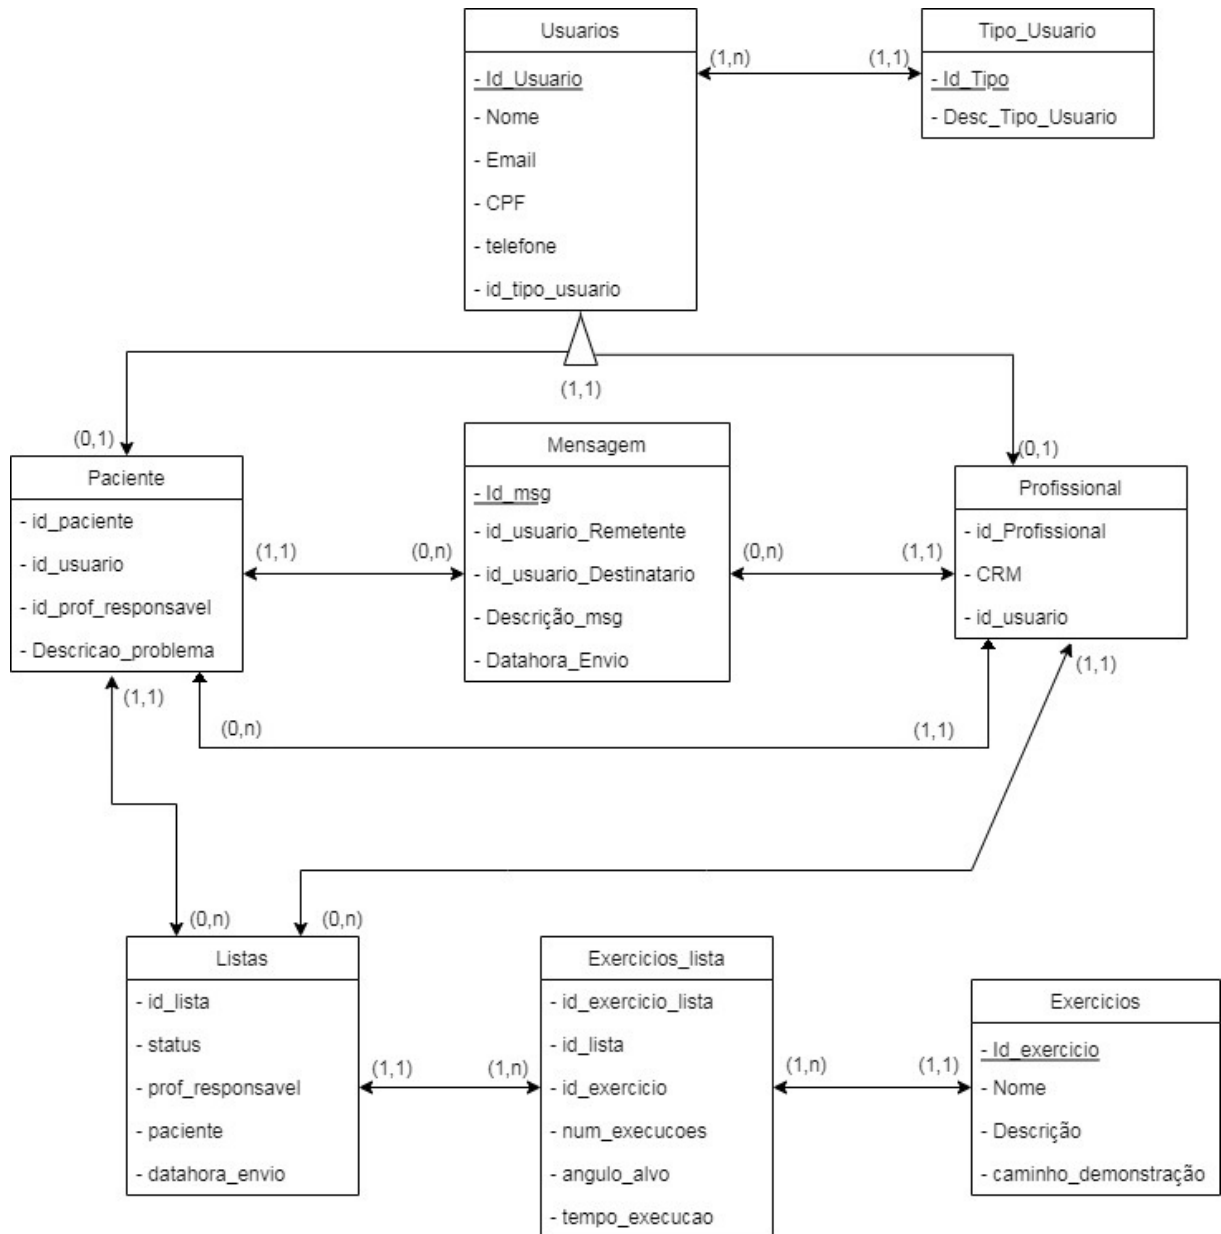 Usuarios
- Id_Usuario
- Nome
- Email
- CPF
- telefone
- id_tipo_usuario
(1,n)
(1,1)
Tipo_Usuario
- Id_Tipo
- Desc_Tipo_Usuario
(1,1)
(0,1)
(0,1)
Paciente
- id_paciente
- id_usuario
- id_prof_responsavel
- Descricao_problema
(1,1)
(0,n)
Mensagem
- Id_msg
- id_usuario_Remetente
- id_usuario_Destinatario
- Descrição_msg
- Datahora_Envio
(0,n)
(1,1)
Profissional
- id_Profissional
- CRM
- id_usuario
(1,1)
(1,1)
(0,n)
(1,1)
(0,n)
(0,n)
Listas
- id_lista
- status
- prof_responsavel
- paciente
- datahora_envio
(1,1)
(1,n)
Exercicios_lista
- id_exercicio_lista
- id_lista
- id_exercicio
- num_execucoes
- angulo_alvo
- tempo_execucao
(1,n)
(1,1)
Exercicios
- Id_exercicio
- Nome
- Descrição
- caminho_demonstração